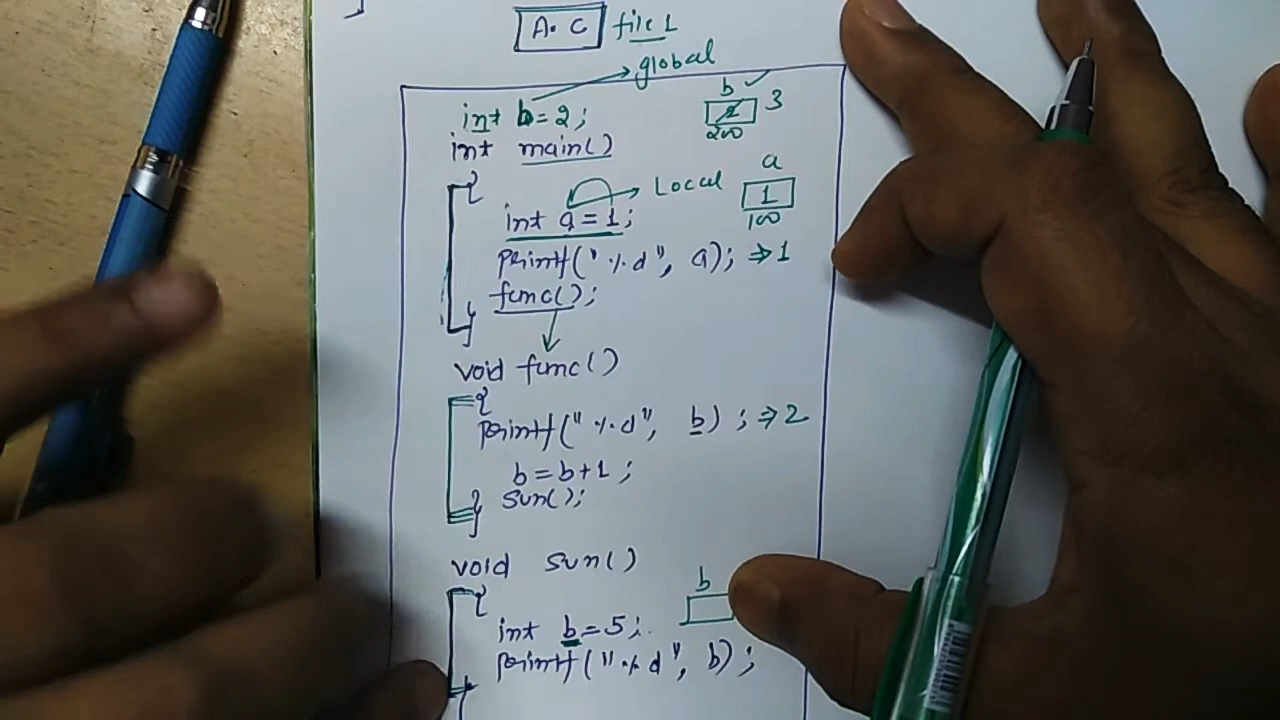 A.C file 1
global
int b=2; b 2 3
200
int main()
{
Local a
int a=1; 1
100
printf("%d", a); ⇒1
func();
}
void func()
{
printf("%d", b); ⇒2
b=b+1;
sun();
}
void sun()
{ b
int b=5;
printf("%d", b);